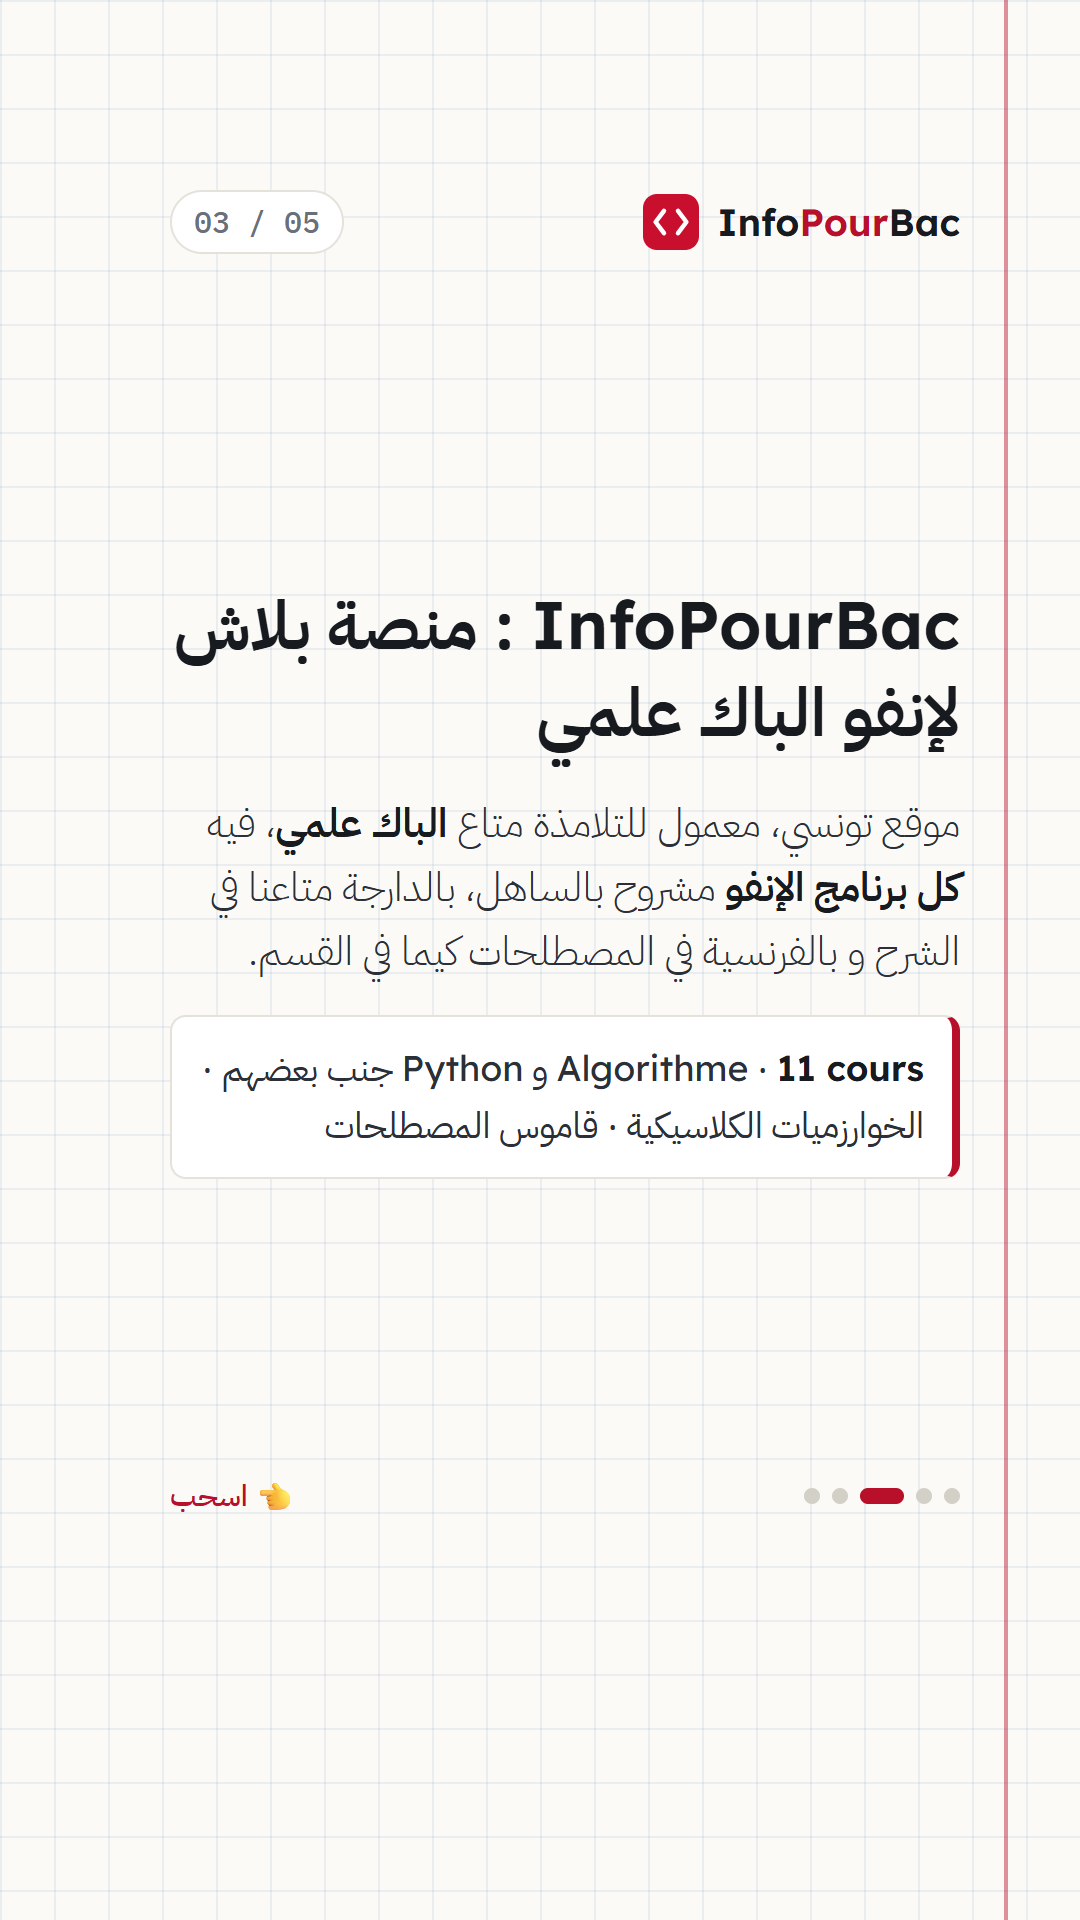 InfoPourBac
03 / 05
InfoPourBac : منصة بلاش
لإنفو الباك علمي
موقع تونسي، معمول للتلامذة متاع الباك علمي، فيه
كل برنامج الإنفو مشروح بالساهل، بالدارجة متاعنا في
الشرح و بالفرنسية في المصطلحات كيما في القسم.
11 cours · Algorithme و Python جنب بعضهم ·
الخوارزميات الكلاسيكية · قاموس المصطلحات
اسحب